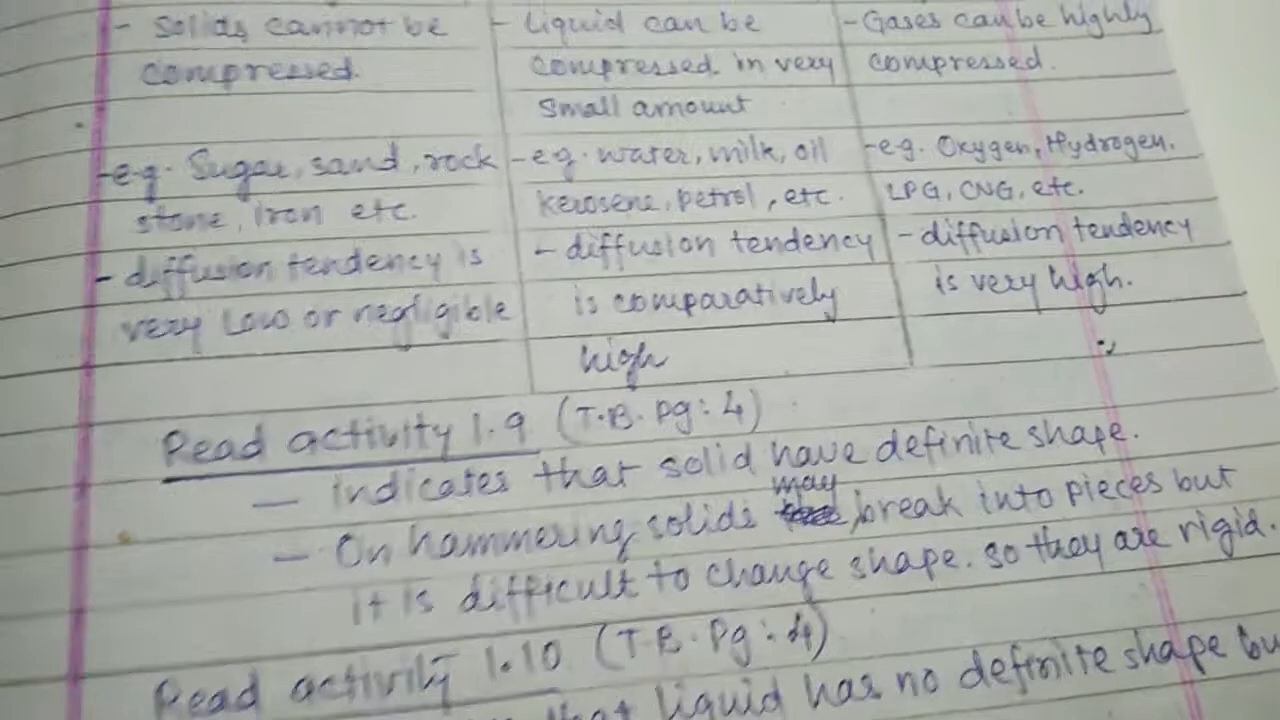 - Solids cannot be
compressed.
- Liquid can be
compressed in very
small amount
- Gases can be highly
compressed.
- e.g. Sugar, sand, rock
stone, iron etc.
- e.g. water, milk, oil
kerosene, petrol, etc.
- e.g. Oxygen, Hydrogen.
LPG, CNG, etc.
- diffusion tendency is
very low or negligible
- diffusion tendency
is comparatively
high
- diffusion tendency
is very high.
Read activity 1.9 (T.B. Pg: 4)
— indicates that solid have definite shape.
— On hammering solids may break into pieces but
it is difficult to change shape. so they are rigid.
Read activity 1.10 (T.B. Pg: 4)
that liquid has no definite shape bu